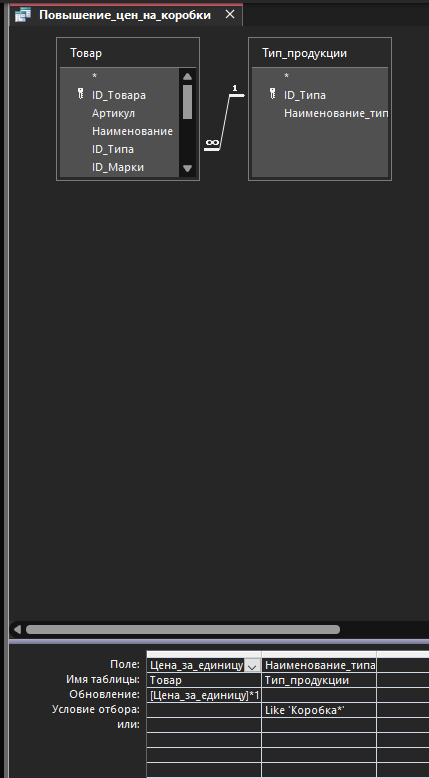 Повышение_цен_на_коробки
Товар
*
ID_Товара
Артикул
Наименование
ID_Типа
ID_Марки
1
∞
Тип_продукции
*
ID_Типа
Наименование_тип
Поле: Цена_за_единицу Наименование_типа
Имя таблицы: Товар Тип_продукции
Обновление: [Цена_за_единицу]*1
Условие отбора: Like 'Коробка*'
или: